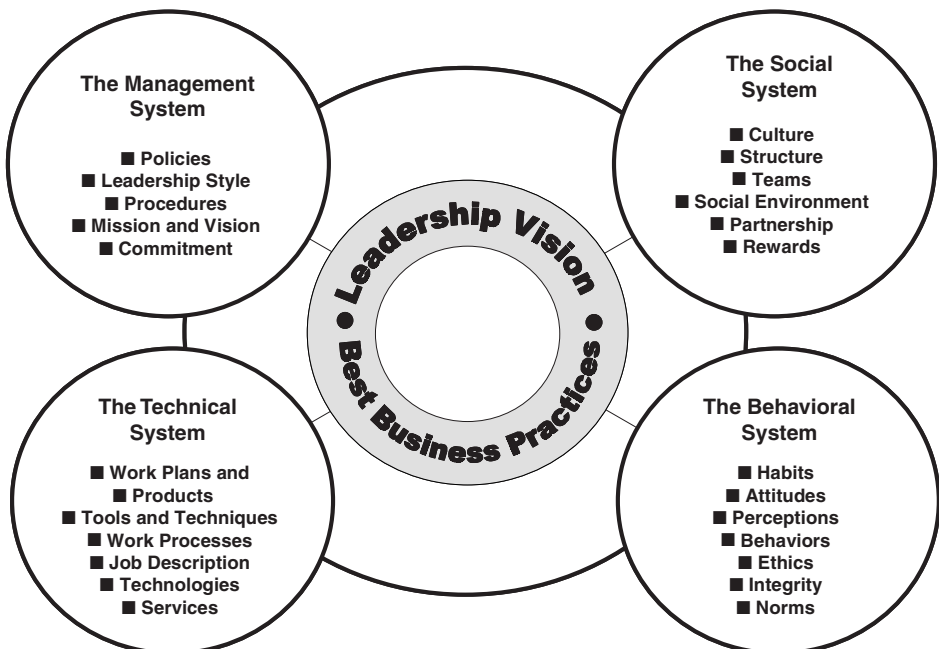 The Management
System
■ Policies
■ Leadership Style
■ Procedures
■ Mission and Vision
■ Commitment
The Social
System
■ Culture
■ Structure
■ Teams
■ Social Environment
■ Partnership
■ Rewards
● Leadership Vision ●
Best Business Practices
The Technical
System
■ Work Plans and
■ Products
■ Tools and Techniques
■ Work Processes
■ Job Description
■ Technologies
■ Services
The Behavioral
System
■ Habits
■ Attitudes
■ Perceptions
■ Behaviors
■ Ethics
■ Integrity
■ Norms